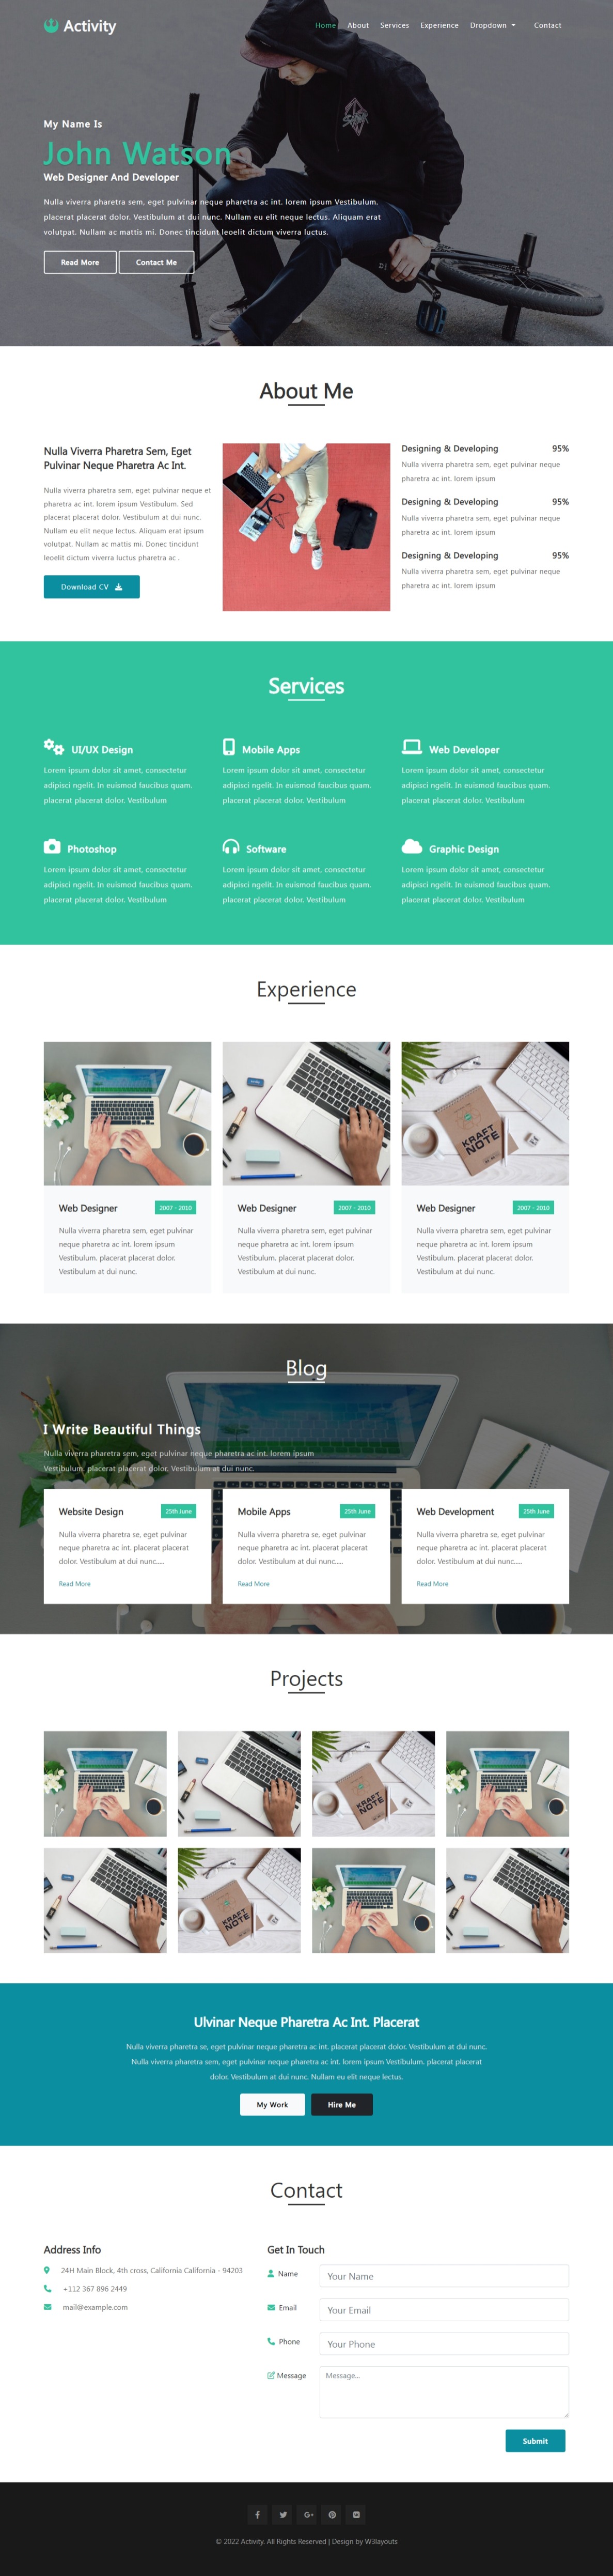 Activity
Home About Services Experience Dropdown Contact
My Name Is
John Watson
Web Designer And Developer
Nulla viverra pharetra sem, eget pulvinar neque pharetra ac int. lorem ipsum Vestibulum.
placerat placerat dolor. Vestibulum at dui nunc. Nullam eu elit neque lectus. Aliquam erat
volutpat. Nullam ac mattis mi. Donec tincidunt leoelit dictum viverra luctus.
Read More Contact Me
About Me
Nulla Viverra Pharetra Sem, Eget
Pulvinar Neque Pharetra Ac Int.
Nulla viverra pharetra sem, eget pulvinar neque et
pharetra ac int. lorem ipsum Vestibulum. Sed
placerat placerat dolor. Vestibulum at dui nunc.
Nullam eu elit neque lectus. Aliquam erat ipsum
volutpat. Nullam ac mattis mi. Donec tincidunt
leoelit dictum viverra luctus pharetra ac .
Download CV
Designing & Developing 95%
Nulla viverra pharetra sem, eget pulvinar neque
pharetra ac int. lorem ipsum
Designing & Developing 95%
Nulla viverra pharetra sem, eget pulvinar neque
pharetra ac int. lorem ipsum
Designing & Developing 95%
Nulla viverra pharetra sem, eget pulvinar neque
pharetra ac int. lorem ipsum
Services
UI/UX Design
Lorem ipsum dolor sit amet, consectetur
adipisci ngelit. In euismod faucibus quam.
placerat placerat dolor. Vestibulum
Mobile Apps
Lorem ipsum dolor sit amet, consectetur
adipisci ngelit. In euismod faucibus quam.
placerat placerat dolor. Vestibulum
Web Developer
Lorem ipsum dolor sit amet, consectetur
adipisci ngelit. In euismod faucibus quam.
placerat placerat dolor. Vestibulum
Photoshop
Lorem ipsum dolor sit amet, consectetur
adipisci ngelit. In euismod faucibus quam.
placerat placerat dolor. Vestibulum
Software
Lorem ipsum dolor sit amet, consectetur
adipisci ngelit. In euismod faucibus quam.
placerat placerat dolor. Vestibulum
Graphic Design
Lorem ipsum dolor sit amet, consectetur
adipisci ngelit. In euismod faucibus quam.
placerat placerat dolor. Vestibulum
Experience
KRAFT
NOTE
Web Designer 2007 - 2010
Nulla viverra pharetra sem, eget pulvinar
neque pharetra ac int. lorem ipsum
Vestibulum. placerat placerat dolor.
Vestibulum at dui nunc.
Web Designer 2007 - 2010
Nulla viverra pharetra sem, eget pulvinar
neque pharetra ac int. lorem ipsum
Vestibulum. placerat placerat dolor.
Vestibulum at dui nunc.
Web Designer 2007 - 2010
Nulla viverra pharetra sem, eget pulvinar
neque pharetra ac int. lorem ipsum
Vestibulum. placerat placerat dolor.
Vestibulum at dui nunc.
Blog
I Write Beautiful Things
Nulla viverra pharetra sem, eget pulvinar neque pharetra ac int. lorem ipsum
Vestibulum. placerat placerat dolor. Vestibulum at dui nunc.
Website Design 25th June
Nulla viverra pharetra se, eget pulvinar
neque pharetra ac int. placerat placerat
dolor. Vestibulum at dui nunc.....
Read More
Mobile Apps 25th June
Nulla viverra pharetra se, eget pulvinar
neque pharetra ac int. placerat placerat
dolor. Vestibulum at dui nunc.....
Read More
Web Development 25th June
Nulla viverra pharetra se, eget pulvinar
neque pharetra ac int. placerat placerat
dolor. Vestibulum at dui nunc.....
Read More
Projects
KRAFT
NOTE
KRAFT
NOTE
Ulvinar Neque Pharetra Ac Int. Placerat
Nulla viverra pharetra se, eget pulvinar neque pharetra ac int. placerat placerat dolor. Vestibulum at dui nunc.
Nulla viverra pharetra sem, eget pulvinar neque pharetra ac int. lorem ipsum Vestibulum. placerat placerat
dolor. Vestibulum at dui nunc. Nullam eu elit neque lectus.
My Work Hire Me
Contact
Address Info
24H Main Block, 4th cross, California California - 94203
+112 367 896 2449
mail@example.com
Get In Touch
Name Your Name
Email Your Email
Phone Your Phone
Message Message...
Submit
© 2022 Activity. All Rights Reserved | Design by W3layouts